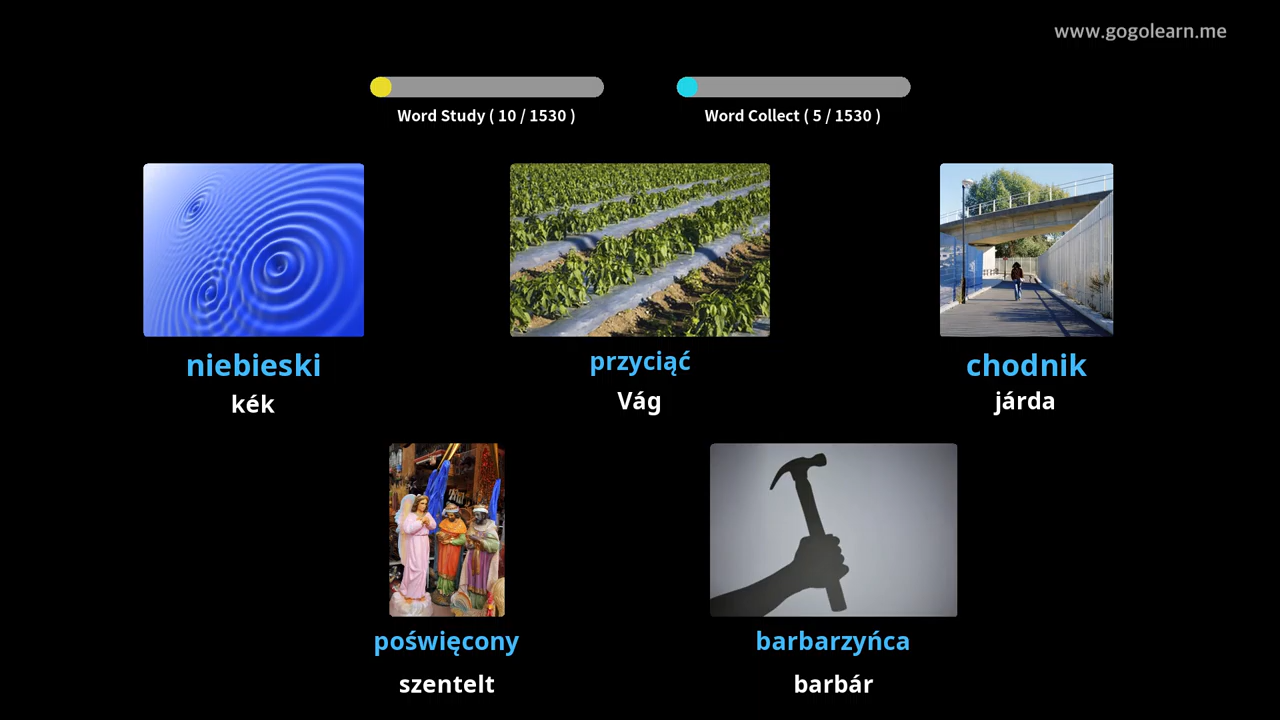 www.gogolearn.me
Word Study ( 10 / 1530 )
Word Collect ( 5 / 1530 )
niebieski
kék
przyciąć
Vág
chodnik
járda
poświęcony
szentelt
barbarzyńca
barbár